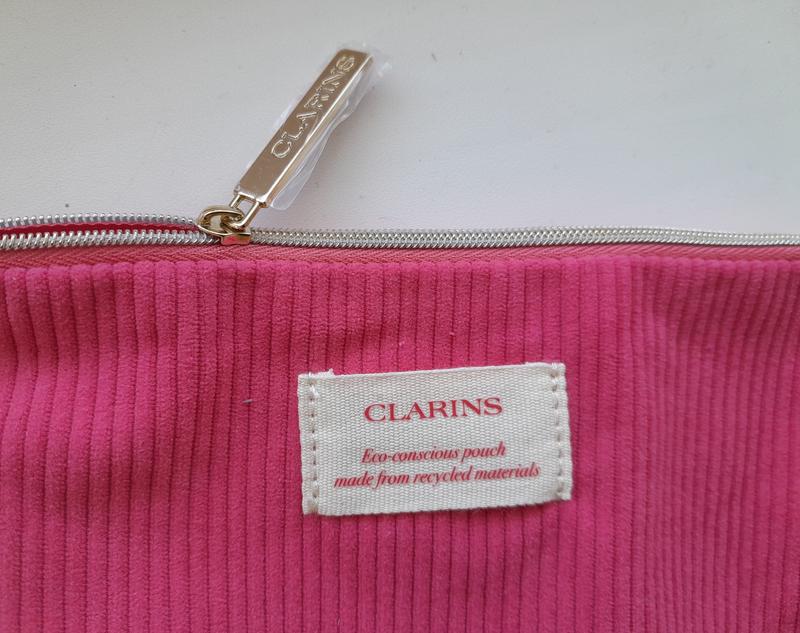 CLARINS
CLARINS
Eco-conscious pouch
made from recycled materials